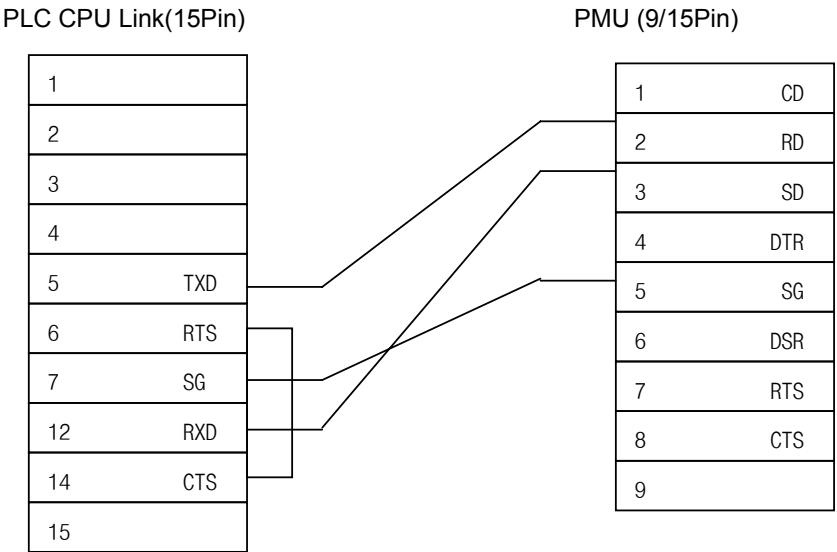 PLC CPU Link(15Pin)
1
2
3
4
5 TXD
6 RTS
7 SG
12 RXD
14 CTS
15
PMU (9/15Pin)
1 CD
2 RD
3 SD
4 DTR
5 SG
6 DSR
7 RTS
8 CTS
9